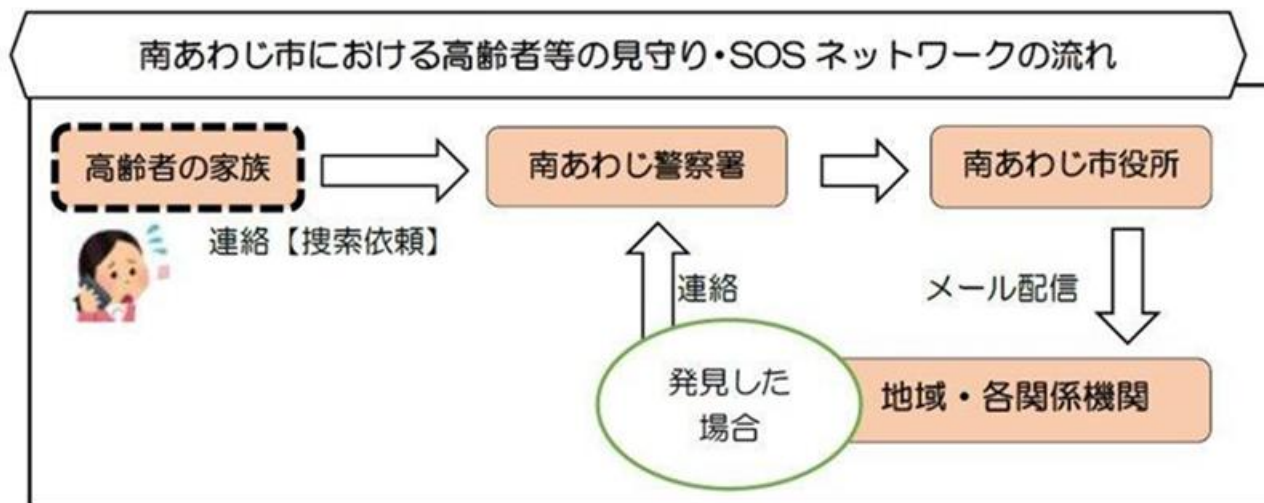 南あわじ市における高齢者等の見守り・SOSネットワークの流れ
高齢者の家族
南あわじ警察署
南あわじ市役所
連絡【捜索依頼】
連絡
メール配信
発見した
場合
地域・各関係機関